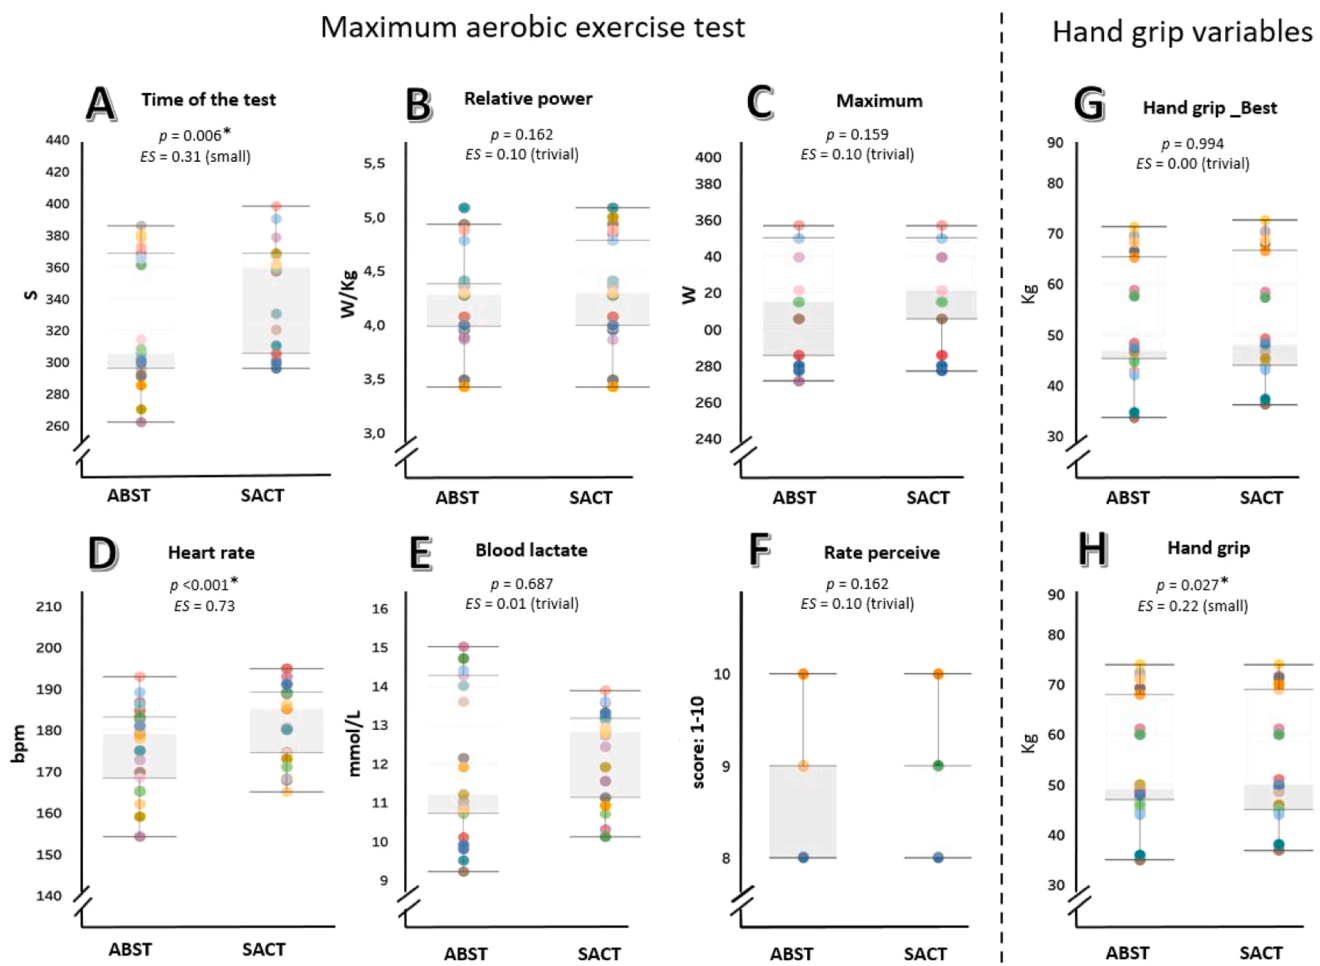 Maximum aerobic exercise test
Hand grip variables
A
Time of the test
p = 0.006*
ES = 0.31 (small)
440
420
400
380
360
340
320
300
280
260
S
ABST
SACT
B
Relative power
p = 0.162
ES = 0.10 (trivial)
5,5
5,0
4,5
4,0
3,5
3,0
W/Kg
ABST
SACT
C
Maximum
p = 0.159
ES = 0.10 (trivial)
400
380
360
40
20
00
280
260
240
W
ABST
SACT
G
Hand grip _Best
p = 0.994
ES = 0.00 (trivial)
90
80
70
60
50
40
30
Kg
ABST
SACT
D
Heart rate
p <0.001*
ES = 0.73
210
200
190
180
170
160
150
140
bpm
ABST
SACT
E
Blood lactate
p = 0.687
ES = 0.01 (trivial)
16
15
14
13
12
11
10
9
mmol/L
ABST
SACT
F
Rate perceive
p = 0.162
ES = 0.10 (trivial)
10
9
8
score: 1-10
ABST
SACT
H
Hand grip
p = 0.027*
ES = 0.22 (small)
90
80
70
60
50
40
30
Kg
ABST
SACT